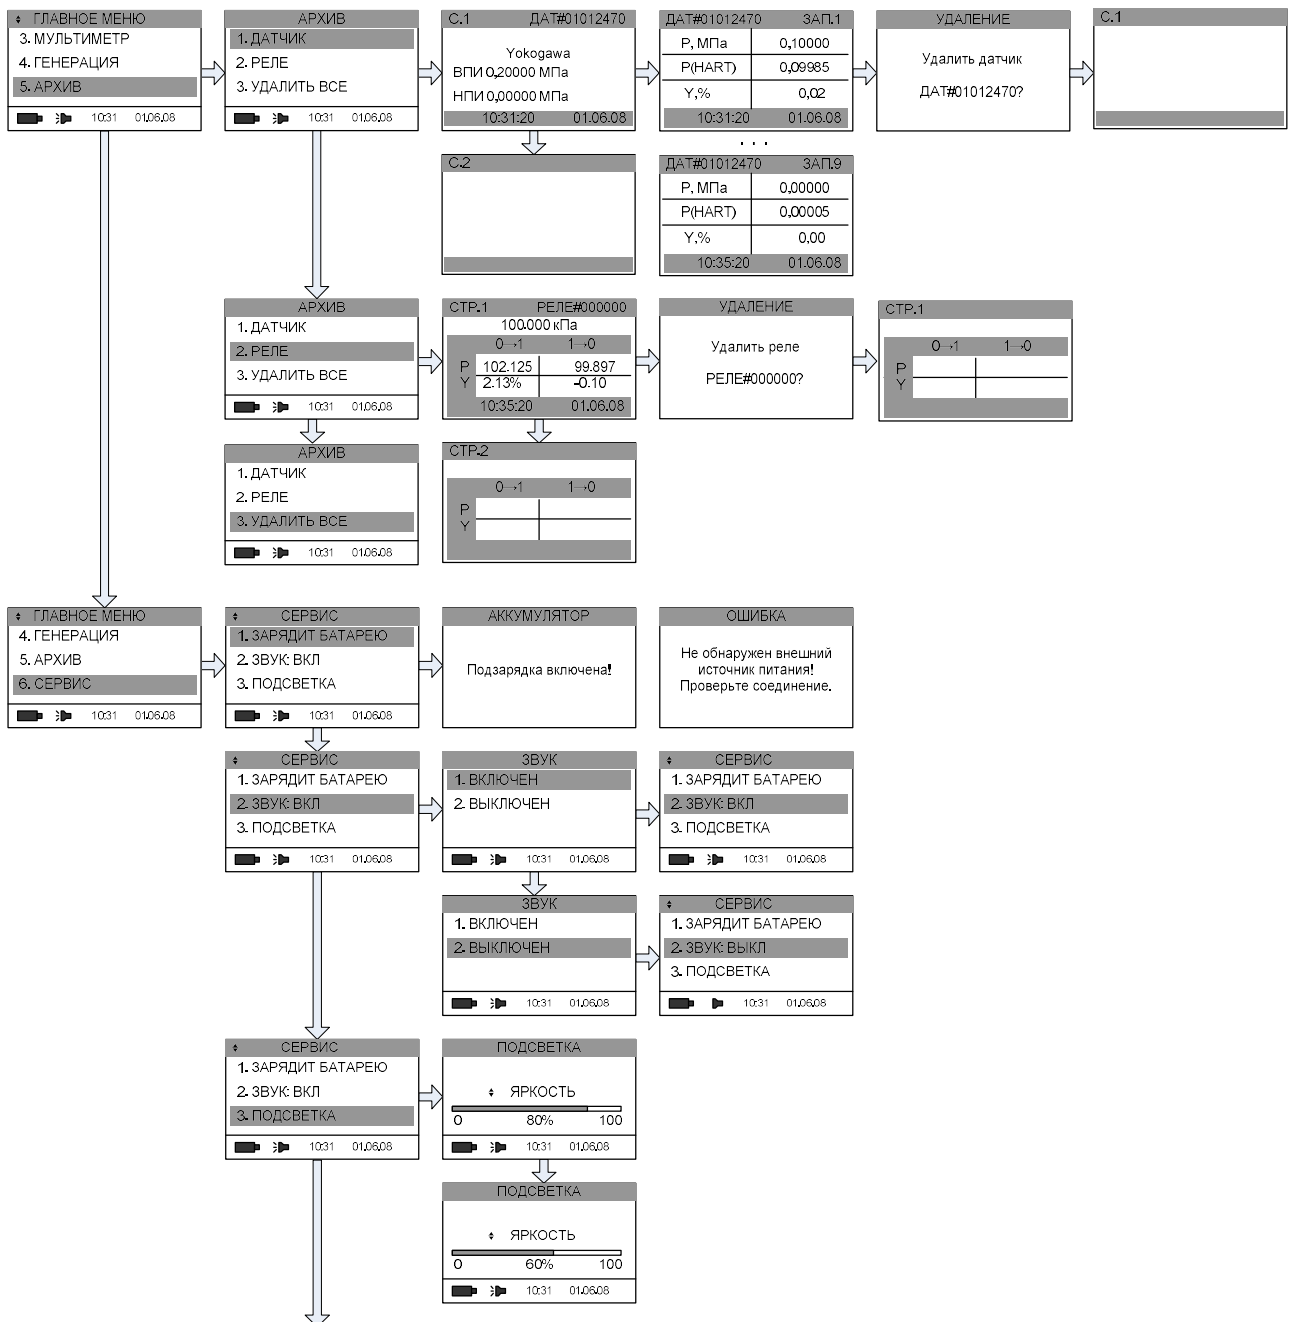 ГЛАВНОЕ МЕНЮ
3. МУЛЬТИМЕТР
4. ГЕНЕРАЦИЯ
5. АРХИВ
10:31 01.06.08
АРХИВ
1. ДАТЧИК
2. РЕЛЕ
3. УДАЛИТЬ ВСЕ
10:31 01.06.08
С.1 ДАТ#01012470
Yokogawa
ВПИ 0,20000 МПа
НПИ 0,00000 МПа
10:31:20 01.06.08
ДАТ#01012470 ЗАП.1
P, МПа 0,10000
P(HART) 0,09985
Y,% 0,02
10:31:20 01.06.08
УДАЛЕНИЕ
Удалить датчик
ДАТ#01012470?
С.1
С.2
. . .
ДАТ#01012470 ЗАП.9
P, МПа 0,00000
P(HART) 0,00005
Y,% 0,00
10:35:20 01.06.08
АРХИВ
1. ДАТЧИК
2. РЕЛЕ
3. УДАЛИТЬ ВСЕ
10:31 01.06.08
СТР.1 РЕЛЕ#000000
100.000 кПа
0→1 1→0
P 102.125 99.897
Y 2.13% -0.10
10:35:20 01.06.08
УДАЛЕНИЕ
Удалить реле
РЕЛЕ#000000?
СТР.1
0→1 1→0
P
Y
АРХИВ
1. ДАТЧИК
2. РЕЛЕ
3. УДАЛИТЬ ВСЕ
10:31 01.06.08
СТР.2
0→1 1→0
P
Y
ГЛАВНОЕ МЕНЮ
4. ГЕНЕРАЦИЯ
5. АРХИВ
6. СЕРВИС
10:31 01.06.08
СЕРВИС
1. ЗАРЯДИТ БАТАРЕЮ
2. ЗВУК: ВКЛ
3. ПОДСВЕТКА
10:31 01.06.08
АККУМУЛЯТОР
Подзарядка включена!
ОШИБКА
Не обнаружен внешний
источник питания!
Проверьте соединение.
СЕРВИС
1. ЗАРЯДИТ БАТАРЕЮ
2. ЗВУК: ВКЛ
3. ПОДСВЕТКА
10:31 01.06.08
ЗВУК
1. ВКЛЮЧЕН
2. ВЫКЛЮЧЕН
10:31 01.06.08
СЕРВИС
1. ЗАРЯДИТ БАТАРЕЮ
2. ЗВУК: ВКЛ
3. ПОДСВЕТКА
10:31 01.06.08
ЗВУК
1. ВКЛЮЧЕН
2. ВЫКЛЮЧЕН
10:31 01.06.08
СЕРВИС
1. ЗАРЯДИТ БАТАРЕЮ
2. ЗВУК: ВЫКЛ
3. ПОДСВЕТКА
10:31 01.06.08
СЕРВИС
1. ЗАРЯДИТ БАТАРЕЮ
2. ЗВУК: ВКЛ
3. ПОДСВЕТКА
10:31 01.06.08
ПОДСВЕТКА
ЯРКОСТЬ
0 80% 100
10:31 01.06.08
ПОДСВЕТКА
ЯРКОСТЬ
0 60% 100
10:31 01.06.08